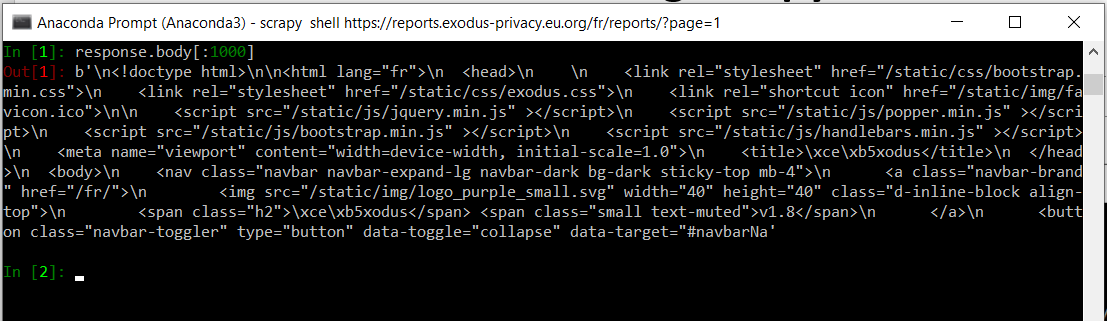 Anaconda Prompt (Anaconda3) - scrapy  shell https://reports.exodus-privacy.eu.org/fr/reports/?page=1
In [1]: response.body[:1000]
Out[1]: b'\n<!doctype html>\n\n<html lang="fr">\n  <head>\n    \n    <link rel="stylesheet" href="/static/css/bootstrap.
min.css">\n    <link rel="stylesheet" href="/static/css/exodus.css">\n    <link rel="shortcut icon" href="/static/img/fa
vicon.ico">\n\n    <script src="/static/js/jquery.min.js" ></script>\n    <script src="/static/js/popper.min.js" ></scri
pt>\n    <script src="/static/js/bootstrap.min.js" ></script>\n    <script src="/static/js/handlebars.min.js" ></script>
\n    <meta name="viewport" content="width=device-width, initial-scale=1.0">\n    <title>\xce\xb5xodus</title>\n  </head
>\n  <body>\n    <nav class="navbar navbar-expand-lg navbar-dark bg-dark sticky-top mb-4">\n      <a class="navbar-brand
" href="/fr/">\n        <img src="/static/img/logo_purple_small.svg" width="40" height="40" class="d-inline-block align-
top">\n        <span class="h2">\xce\xb5xodus</span> <span class="small text-muted">v1.8</span>\n      </a>\n      <butt
on class="navbar-toggler" type="button" data-toggle="collapse" data-target="#navbarNa'
In [2]: